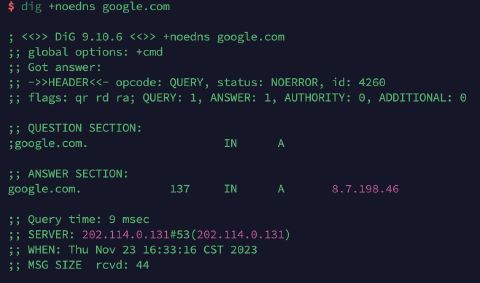 $ dig +noedns google.com
; <<>> DiG 9.10.6 <<>> +noedns google.com
;; global options: +cmd
;; Got answer:
;; ->>HEADER<<- opcode: QUERY, status: NOERROR, id: 4260
;; flags: qr rd ra; QUERY: 1, ANSWER: 1, AUTHORITY: 0, ADDITIONAL: 0
;; QUESTION SECTION:
;google.com. IN A
;; ANSWER SECTION:
google.com. 137 IN A 8.7.198.46
;; Query time: 9 msec
;; SERVER: 202.114.0.131#53(202.114.0.131)
;; WHEN: Thu Nov 23 16:33:16 CST 2023
;; MSG SIZE rcvd: 44